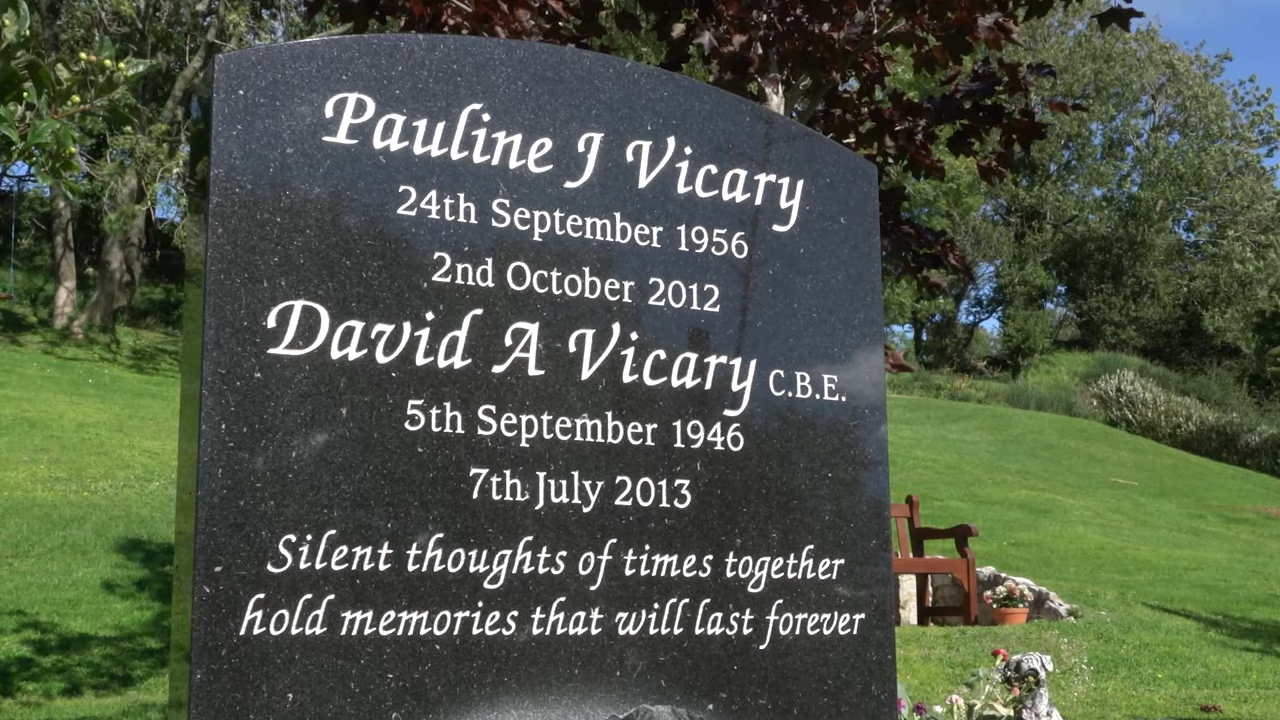 Pauline J Vicary
24th September 1956
2nd October 2012
David A Vicary C.B.E.
5th September 1946
7th July 2013
Silent thoughts of times together
hold memories that will last forever